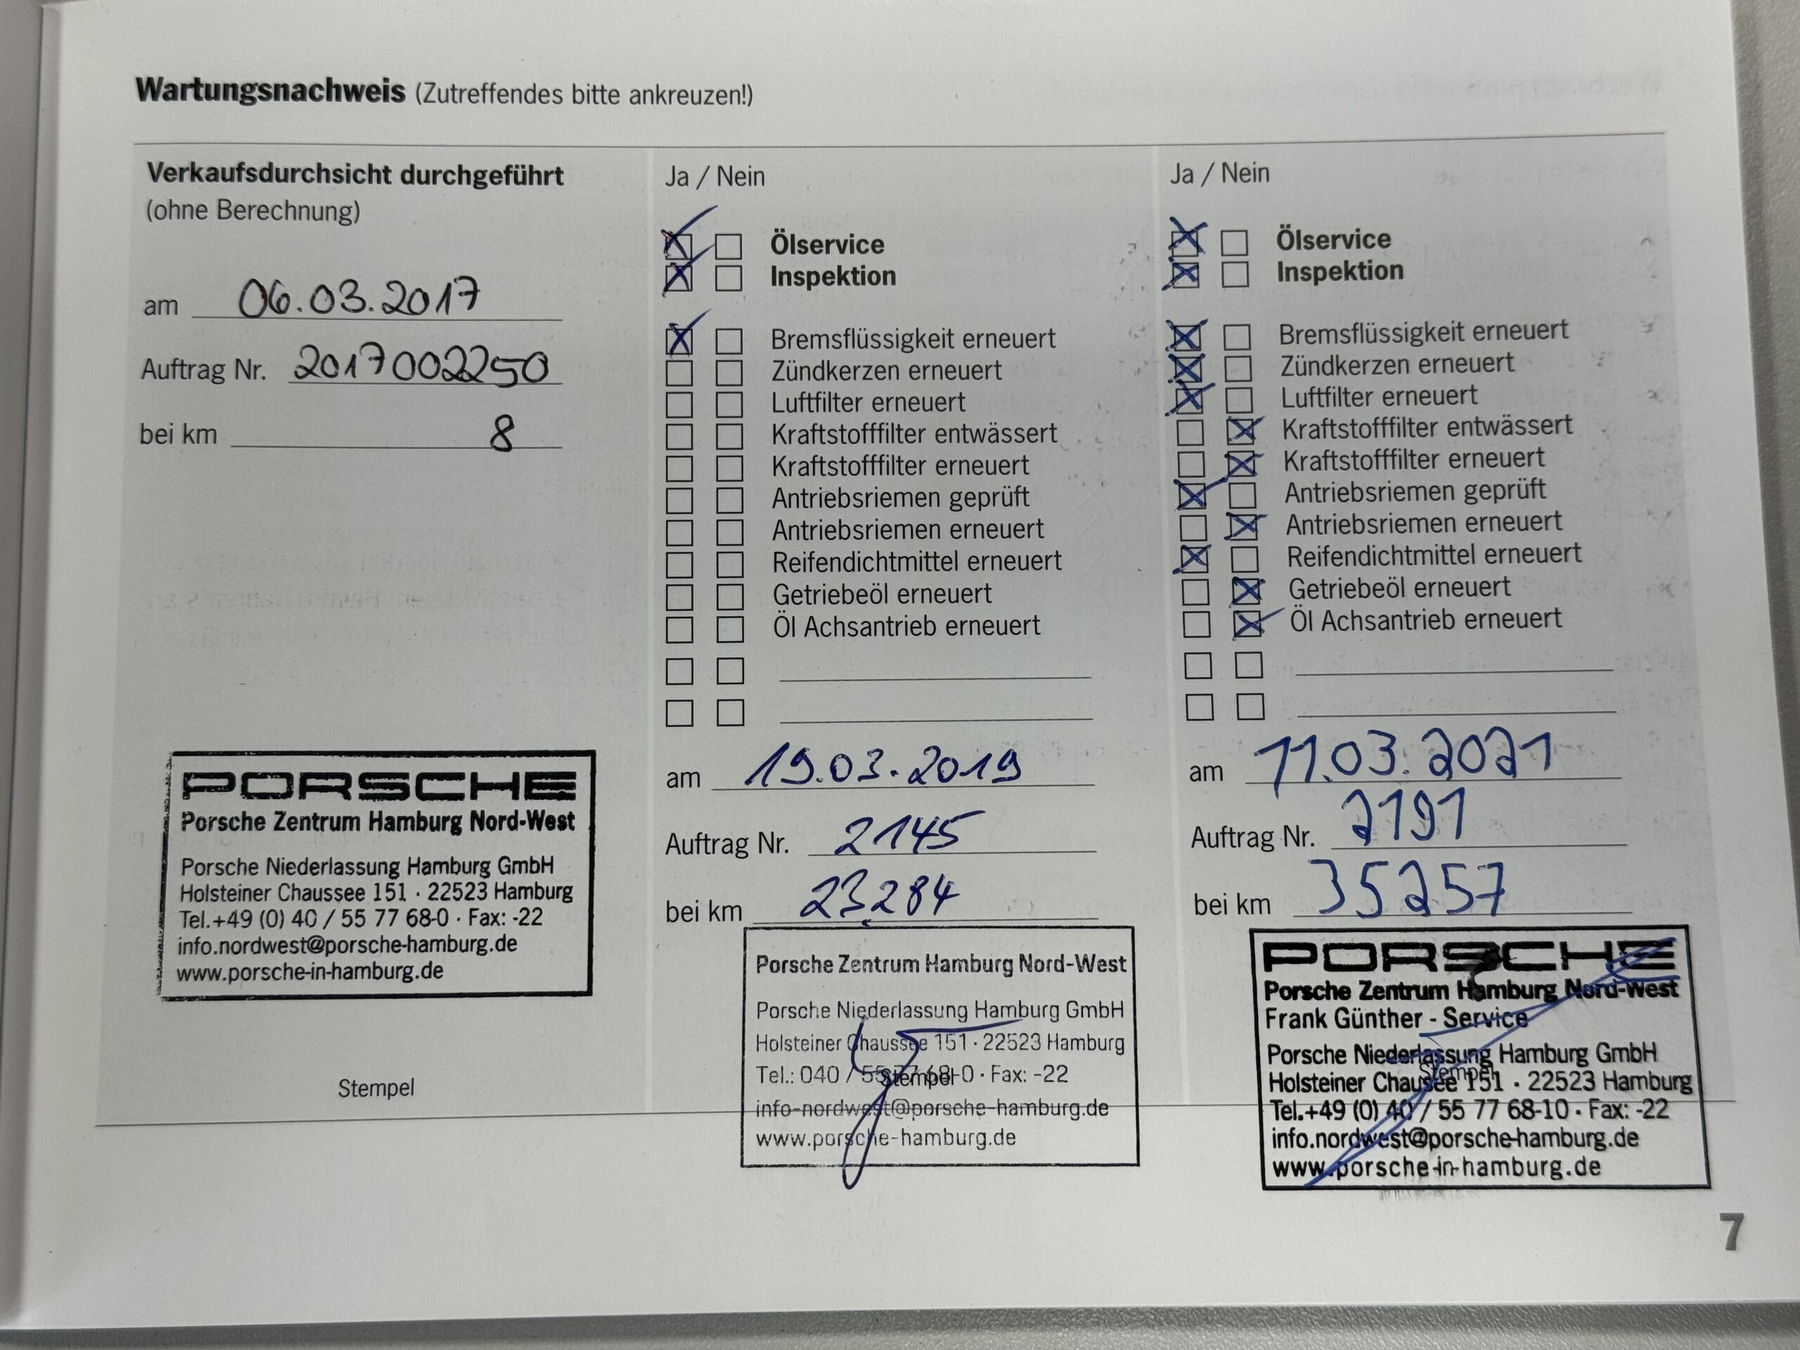 Wartungsnachweis (Zutreffendes bitte ankreuzen!)
Verkaufsdurchsicht durchgeführt
(ohne Berechnung)
am 06.03.2017
Auftrag Nr. 2017002250
bei km 8
PORSCHE
Porsche Zentrum Hamburg Nord-West
Porsche Niederlassung Hamburg GmbH
Holsteiner Chaussee 151 · 22523 Hamburg
Tel.+49 (0) 40 / 55 77 68-0 · Fax: -22
info.nordwest@porsche-hamburg.de
www.porsche-in-hamburg.de
Stempel
Ja / Nein
Ölservice
Inspektion
Bremsflüssigkeit erneuert
Zündkerzen erneuert
Luftfilter erneuert
Kraftstofffilter entwässert
Kraftstofffilter erneuert
Antriebsriemen geprüft
Antriebsriemen erneuert
Reifendichtmittel erneuert
Getriebeöl erneuert
Öl Achsantrieb erneuert
am 19.03.2019
Auftrag Nr. 2145
bei km 23.284
Porsche Zentrum Hamburg Nord-West
Porsche Niederlassung Hamburg GmbH
Holsteiner Chaussee 151 · 22523 Hamburg
Tel.: 040 / 55 77 68-0 · Fax: -22
Stempel
info-nordwest@porsche-hamburg.de
www.porsche-hamburg.de
Ja / Nein
Ölservice
Inspektion
Bremsflüssigkeit erneuert
Zündkerzen erneuert
Luftfilter erneuert
Kraftstofffilter entwässert
Kraftstofffilter erneuert
Antriebsriemen geprüft
Antriebsriemen erneuert
Reifendichtmittel erneuert
Getriebeöl erneuert
Öl Achsantrieb erneuert
am 11.03.2021
Auftrag Nr. 2191
bei km 35257
PORSCHE
Porsche Zentrum Hamburg Nord-West
Frank Günther - Service
Porsche Niederlassung Hamburg GmbH
Stempel
Holsteiner Chaussee 151 · 22523 Hamburg
Tel.+49 (0) 40 / 55 77 68-10 · Fax: -22
info.nordwest@porsche-hamburg.de
www.porsche-in-hamburg.de
7